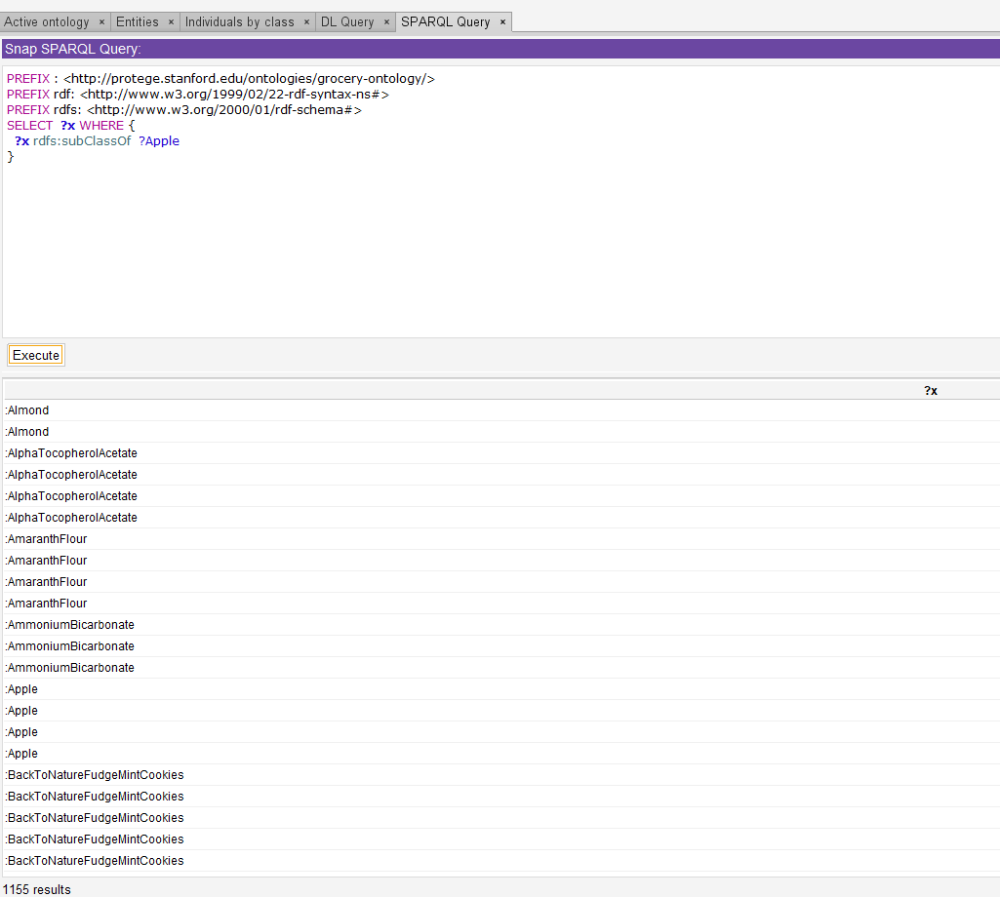 Active ontology × Entities × Individuals by class × DL Query × SPARQL Query ×
Snap SPARQL Query:
PREFIX : <http://protege.stanford.edu/ontologies/grocery-ontology/>
PREFIX rdf: <http://www.w3.org/1999/02/22-rdf-syntax-ns#>
PREFIX rdfs: <http://www.w3.org/2000/01/rdf-schema#>
SELECT ?x WHERE {
?x rdfs:subClassOf ?Apple
}
Execute
?x
:Almond
:Almond
:AlphaTocopherolAcetate
:AlphaTocopherolAcetate
:AlphaTocopherolAcetate
:AlphaTocopherolAcetate
:AmaranthFlour
:AmaranthFlour
:AmaranthFlour
:AmaranthFlour
:AmmoniumBicarbonate
:AmmoniumBicarbonate
:AmmoniumBicarbonate
:Apple
:Apple
:Apple
:Apple
:BackToNatureFudgeMintCookies
:BackToNatureFudgeMintCookies
:BackToNatureFudgeMintCookies
:BackToNatureFudgeMintCookies
:BackToNatureFudgeMintCookies
1155 results